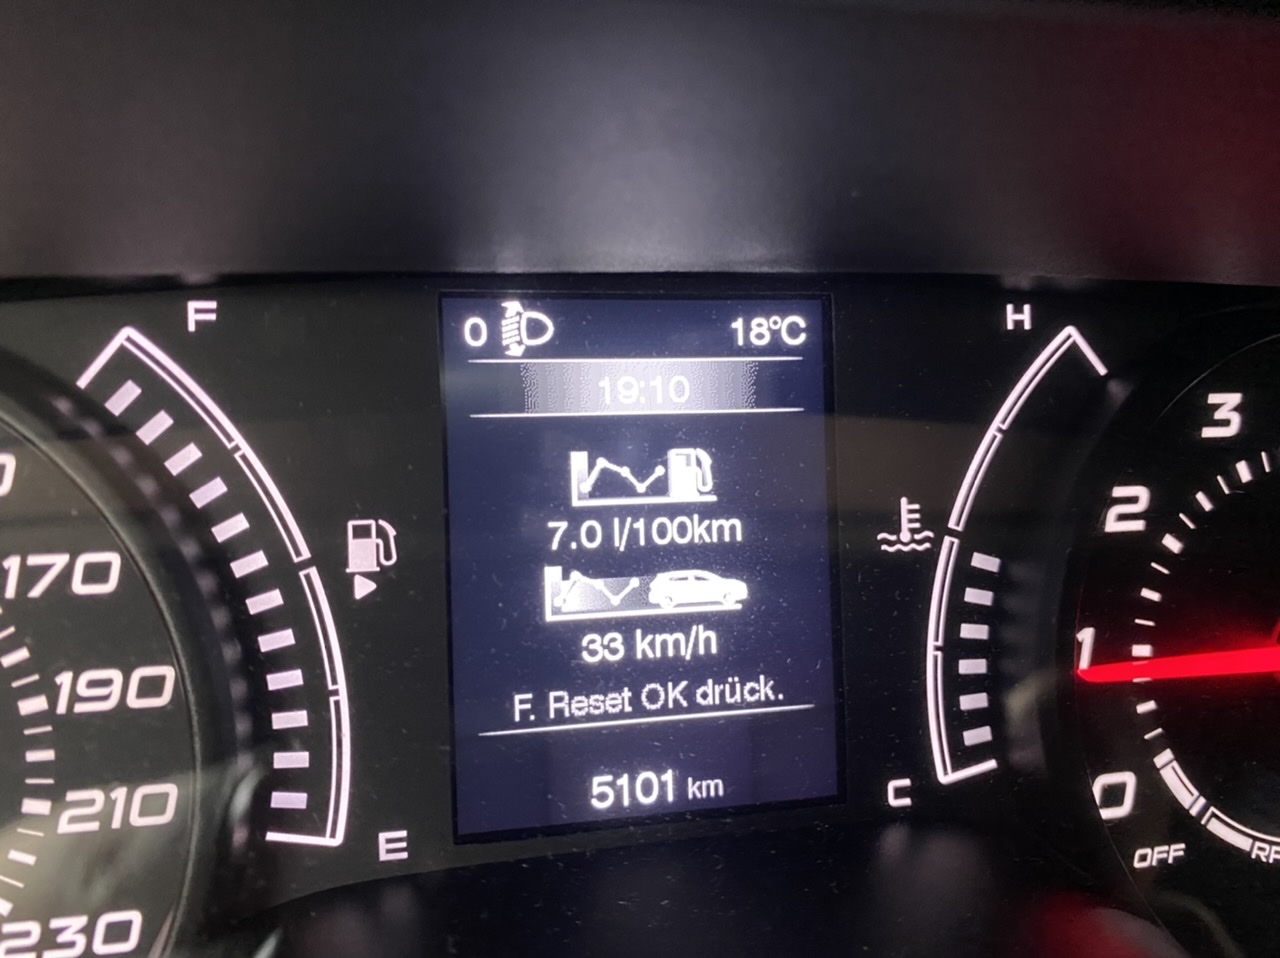 F
0
18°C
19:10
7.0 l/100km
33 km/h
F. Reset OK drück.
5101 km
E
H
C
170
190
210
230
3
2
1
0
OFF